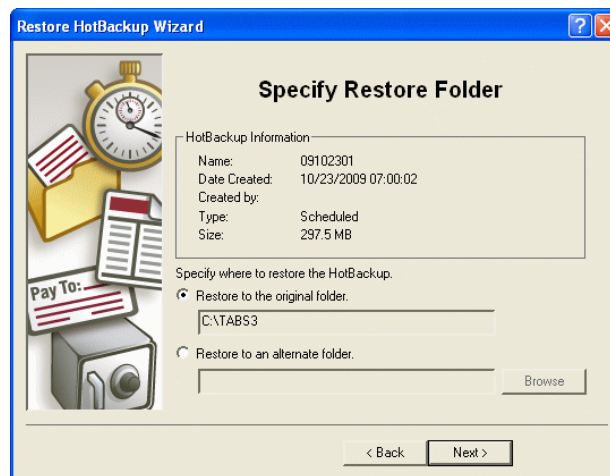 Restore HotBackup Wizard
Specify Restore Folder
HotBackup Information
Name: 09102301
Date Created: 10/23/2009 07:00:02
Created by:
Type: Scheduled
Size: 297.5 MB
Specify where to restore the HotBackup.
Restore to the original folder.
C:\TABS3
Restore to an alternate folder.
Browse
Pay To:
< Back Next >